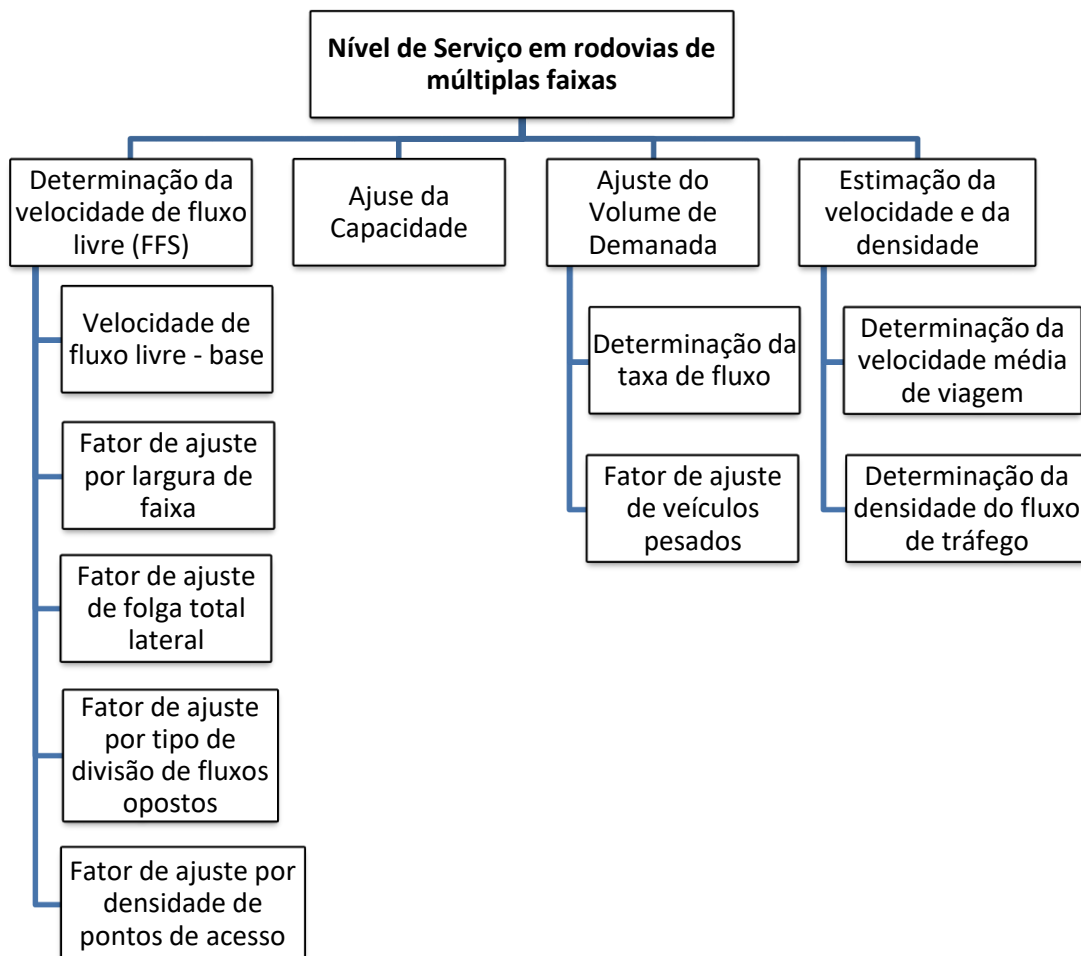 Nível de Serviço em rodovias de
múltiplas faixas
Determinação da
velocidade de fluxo
livre (FFS)
Velocidade de
fluxo livre - base
Fator de ajuste
por largura de
faixa
Fator de ajuste
de folga total
lateral
Fator de ajuste
por tipo de
divisão de fluxos
opostos
Fator de ajuste por
densidade de
pontos de acesso
Ajuse da
Capacidade
Ajuste do
Volume de
Demanada
Determinação da
taxa de fluxo
Fator de ajuste
de veículos
pesados
Estimação da
velocidade e da
densidade
Determinação da
velocidade média
de viagem
Determinação da
densidade do fluxo
de tráfego